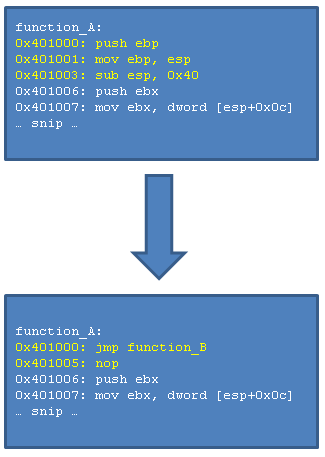 function_A:
0x401000: push ebp
0x401001: mov ebp, esp
0x401003: sub esp, 0x40
0x401006: push ebx
0x401007: mov ebx, dword [esp+0x0c]
… snip …
function_A:
0x401000: jmp function_B
0x401005: nop
0x401006: push ebx
0x401007: mov ebx, dword [esp+0x0c]
… snip …